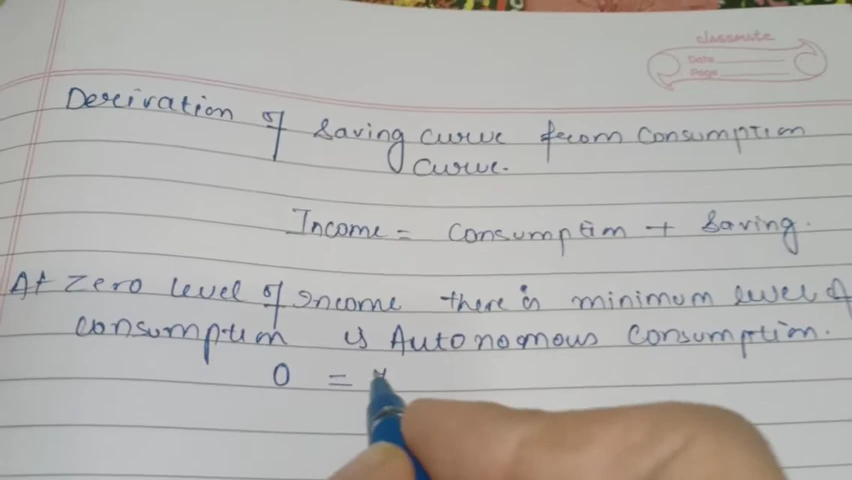 classmate
Date
Page
Derivation of Saving curve from Consumption
Curve.
Income = Consumption + Saving.
At Zero level of Income there is minimum level of
Consumption is Autonomous Consumption.
0 =